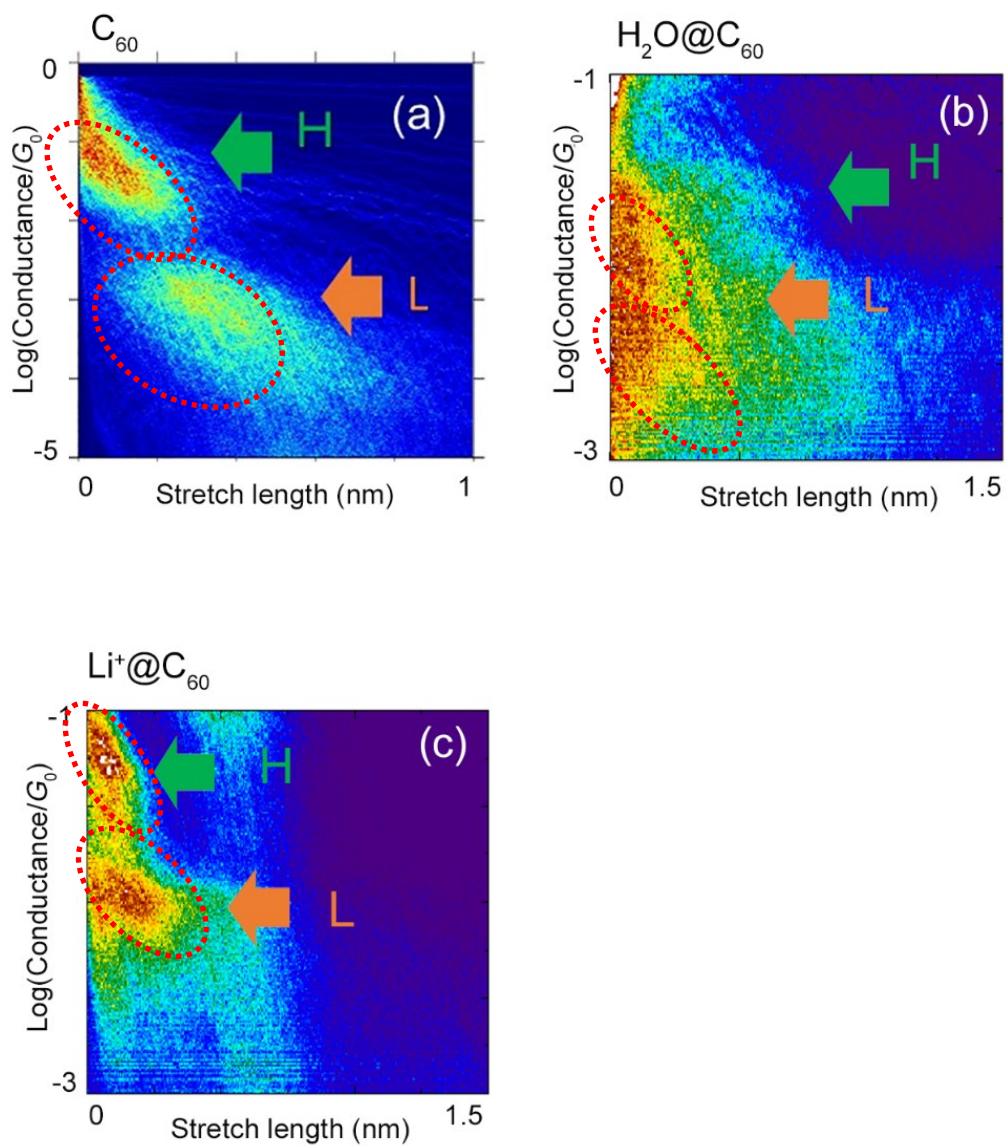 C60
0
(a)
H
L
Log(Conductance/G0)
-5
0
1
Stretch length (nm)
H2O@C60
-1
(b)
H
L
Log(Conductance/G0)
-3
0
1.5
Stretch length (nm)
Li+@C60
-1
(c)
H
L
Log(Conductance/G0)
-3
0
1.5
Stretch length (nm)